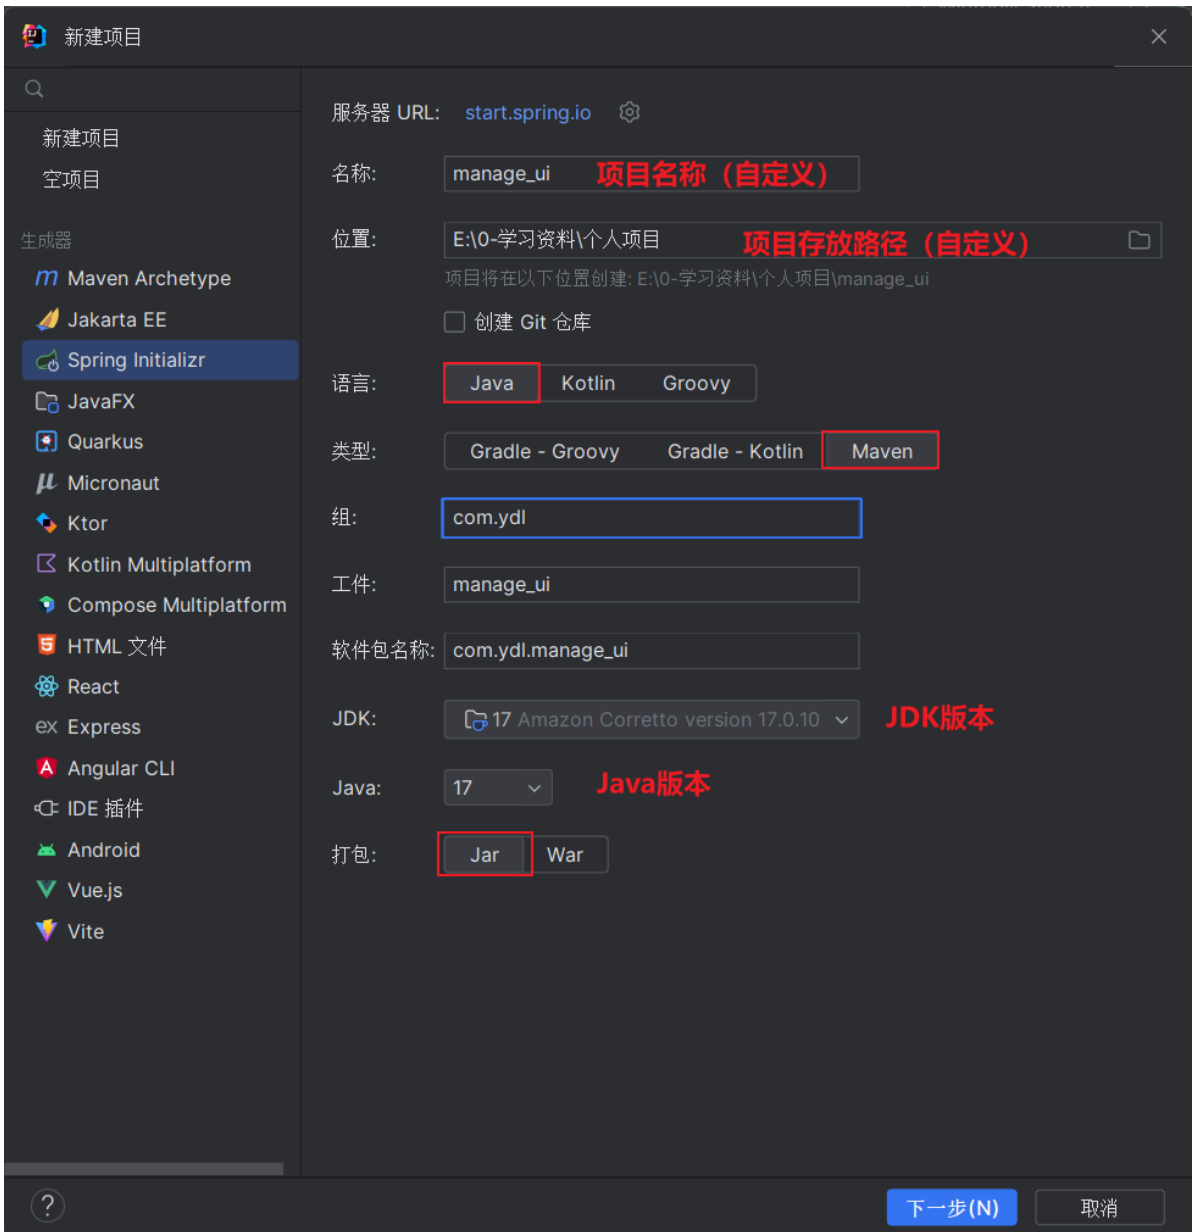 新建项目
新建项目
空项目
生成器
Maven Archetype
Jakarta EE
Spring Initializr
JavaFX
Quarkus
Micronaut
Ktor
Kotlin Multiplatform
Compose Multiplatform
HTML 文件
React
ex Express
Angular CLI
IDE 插件
Android
Vue.js
Vite
服务器 URL: start.spring.io
名称: manage_ui 项目名称（自定义）
位置: E:\0-学习资料\个人项目 项目存放路径（自定义）
项目将在以下位置创建: E:\0-学习资料\个人项目\manage_ui
创建 Git 仓库
语言: Java Kotlin Groovy
类型: Gradle - Groovy Gradle - Kotlin Maven
组: com.ydl
工件: manage_ui
软件包名称: com.ydl.manage_ui
JDK: 17 Amazon Corretto version 17.0.10 JDK版本
Java: 17 Java版本
打包: Jar War
?
下一步(N) 取消